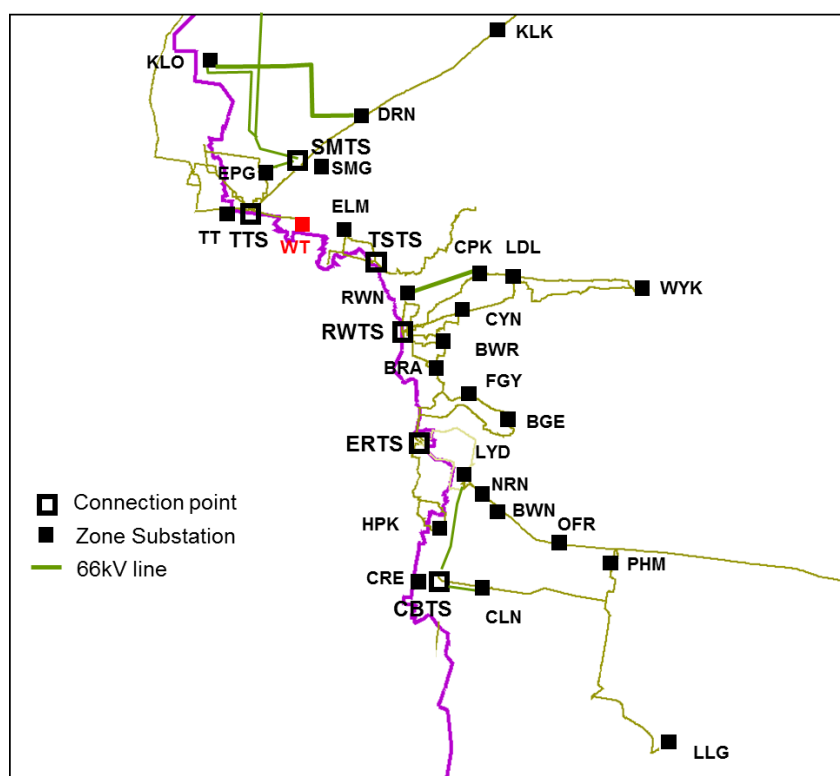 KLK
KLO
DRN
SMTS
EPG
SMG
ELM
TT
TTS
WT
TSTS
CPK
LDL
RWN
WYK
CYN
RWTS
BWR
BRA
FGY
BGE
ERTS
LYD
NRN
Connection point
BWN
HPK
OFR
Zone Substation
PHM
66kV line
CRE
CBTS
CLN
LLG